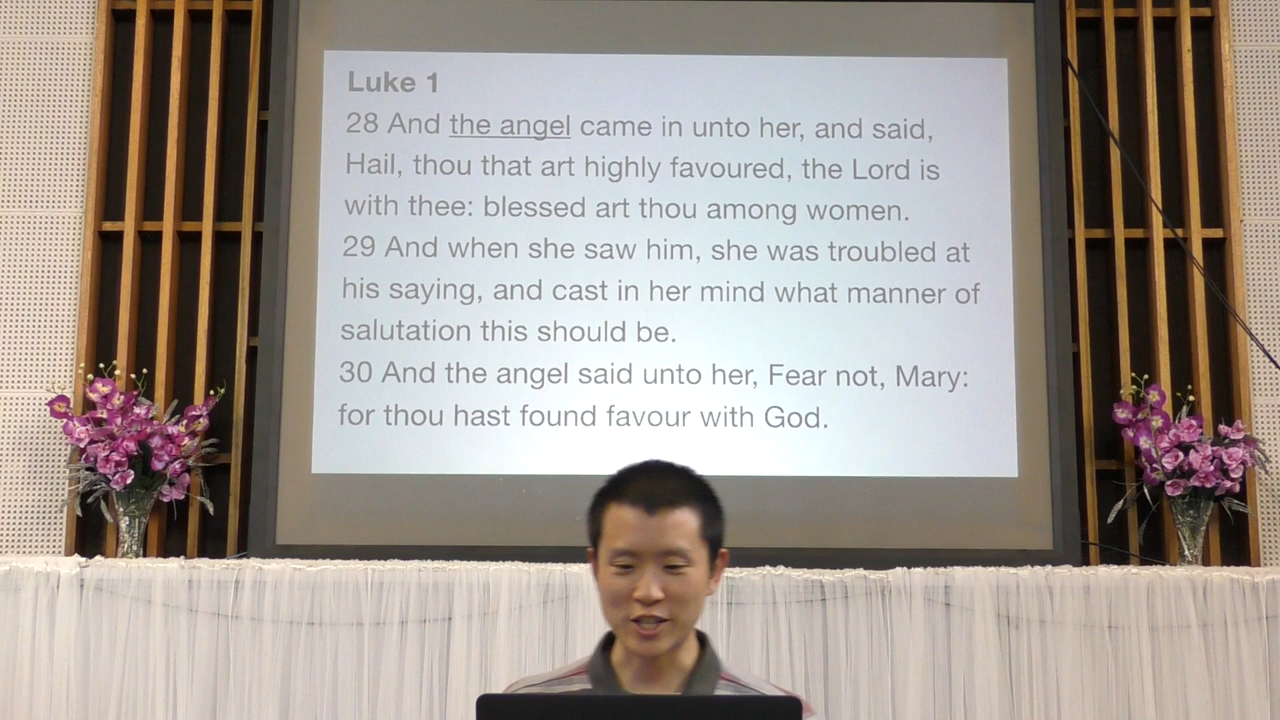 Luke 1
28 And the angel came in unto her, and said,
Hail, thou that art highly favoured, the Lord is
with thee: blessed art thou among women.
29 And when she saw him, she was troubled at
his saying, and cast in her mind what manner of
salutation this should be.
30 And the angel said unto her, Fear not, Mary:
for thou hast found favour with God.